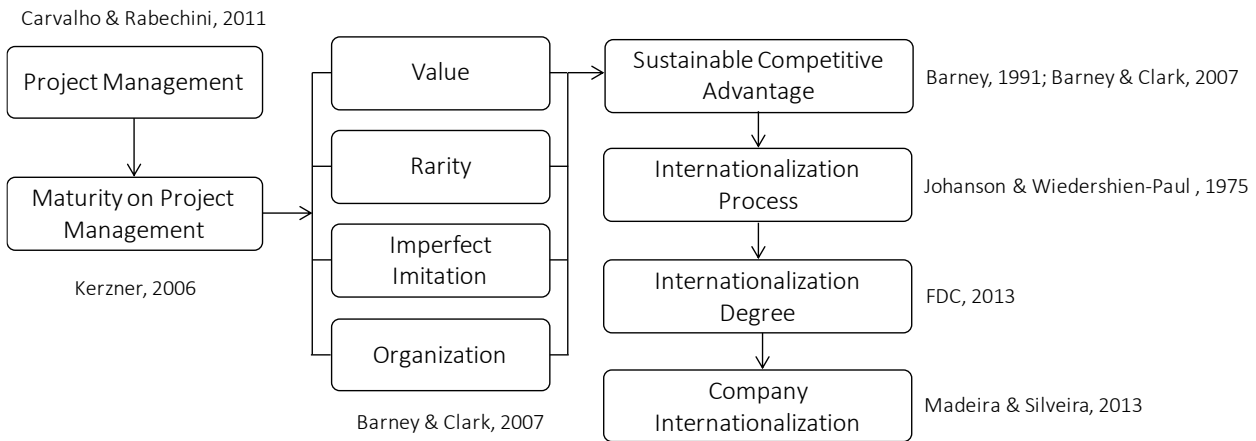 Carvalho & Rabechini, 2011
Project Management
Maturity on Project
Management
Kerzner, 2006
Value
Rarity
Imperfect
Imitation
Organization
Barney & Clark, 2007
Sustainable Competitive
Advantage
Barney, 1991; Barney & Clark, 2007
Internationalization
Process
Johanson & Wiedershien-Paul , 1975
Internationalization
Degree
FDC, 2013
Company
Internationalization
Madeira & Silveira, 2013